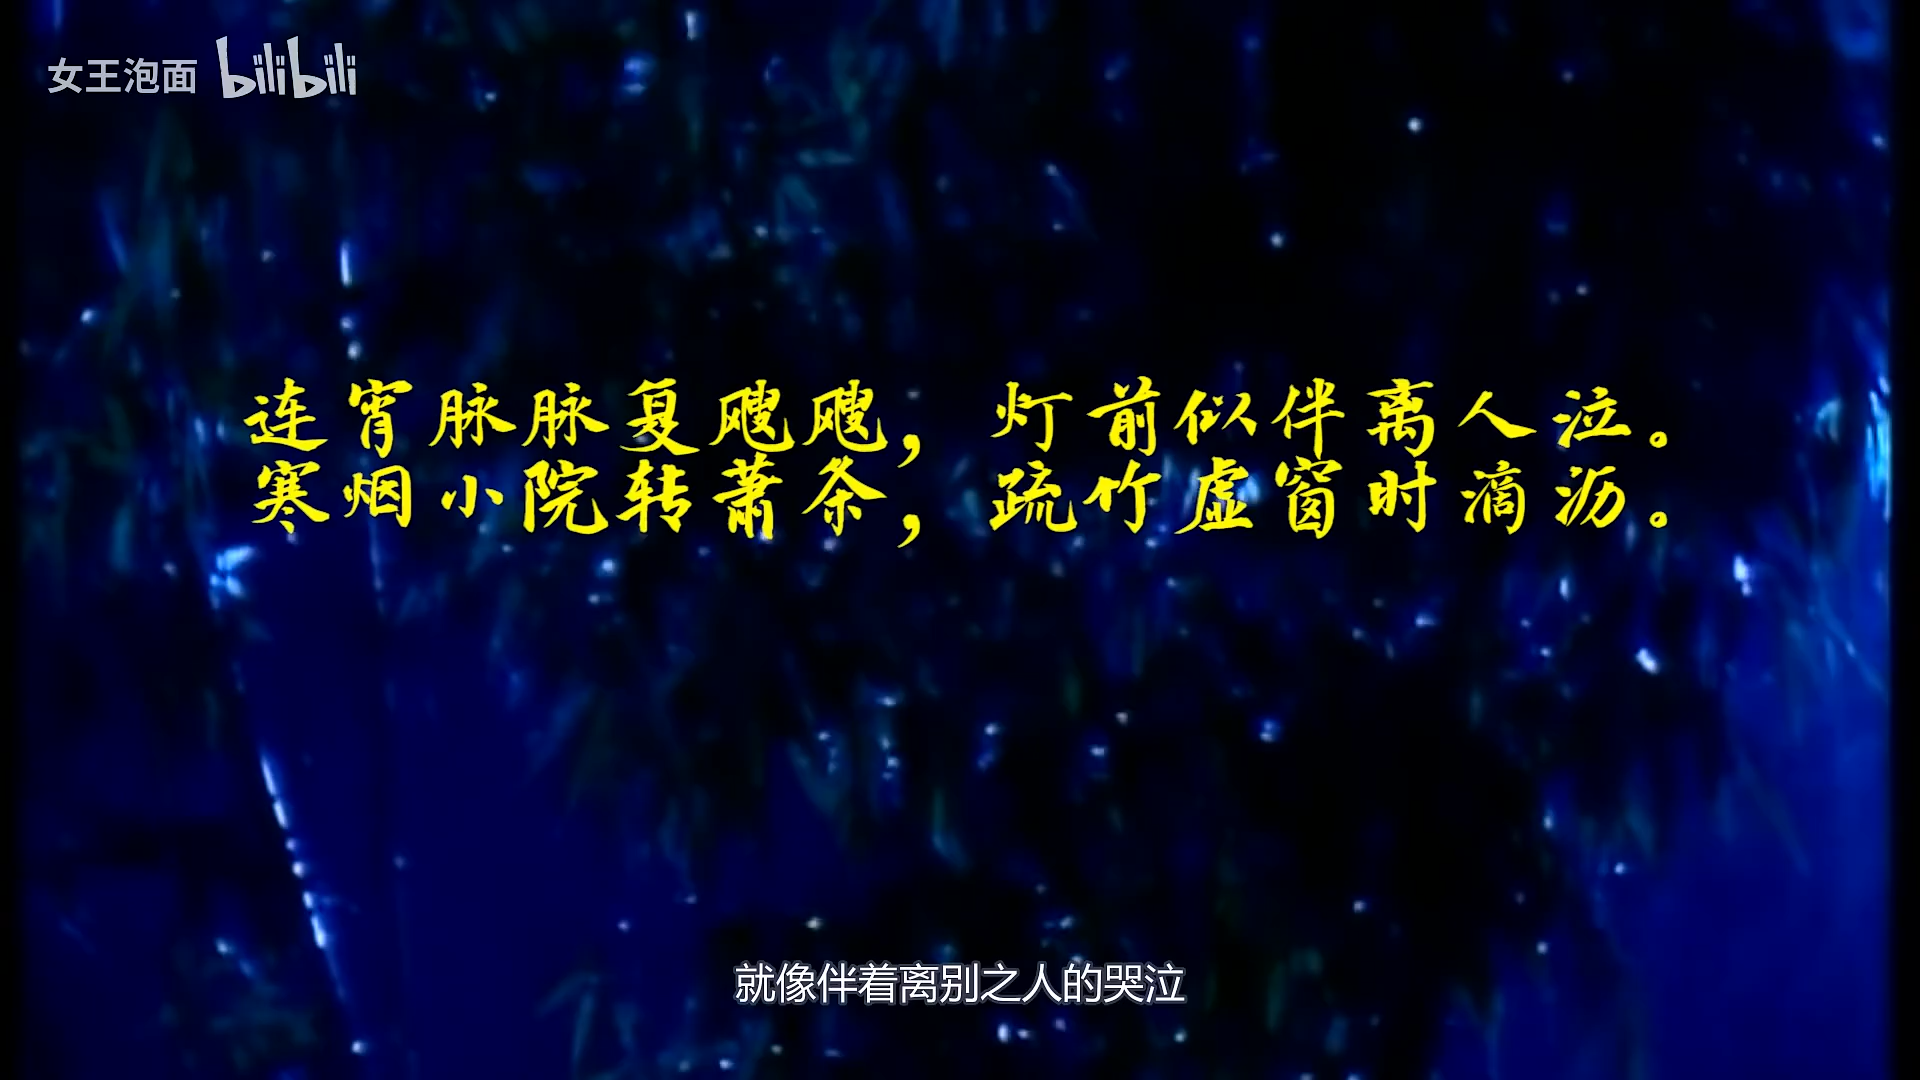 女王泡面 bilibili
连宵脉脉复飕飕，灯前似伴离人泣。
寒烟小院转萧条，疏竹虚窗时滴沥。
就像伴着离别之人的哭泣